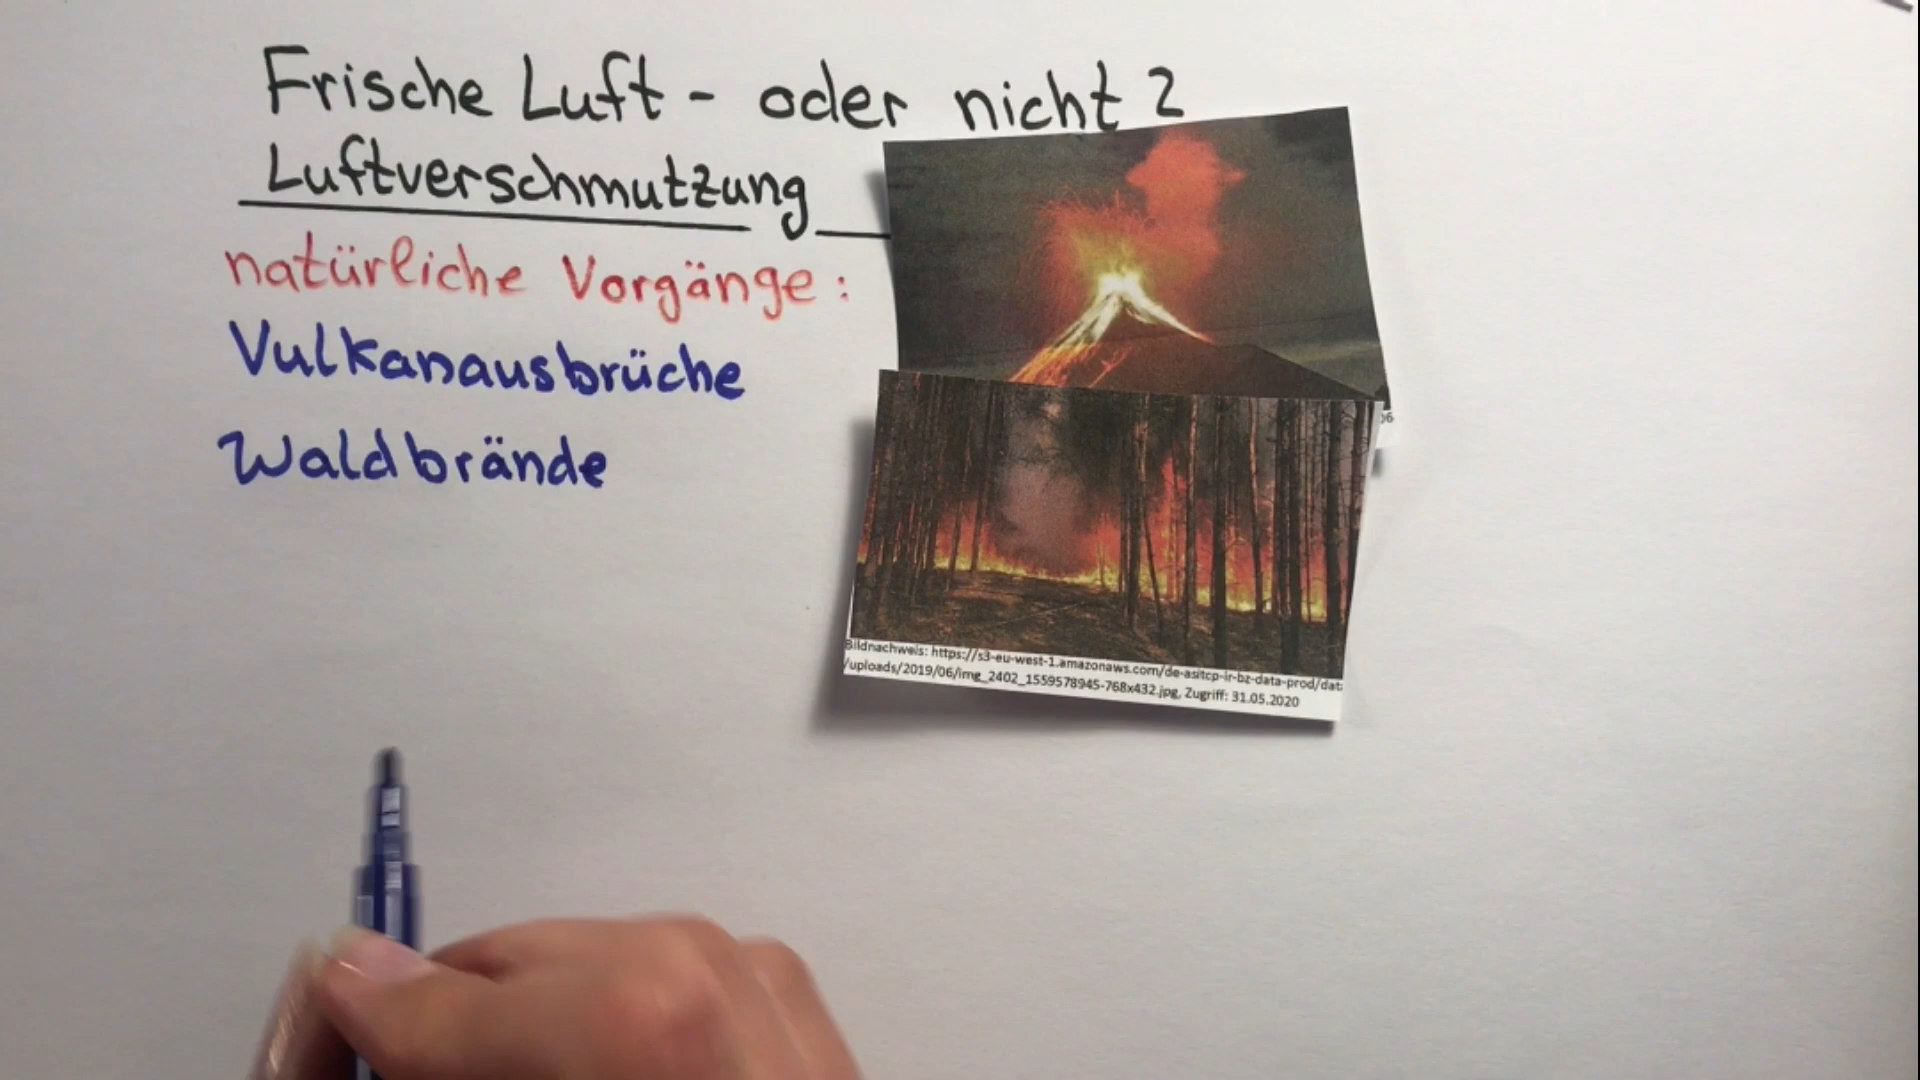 Frische Luft - oder nicht?
Luftverschmutzung
natürliche Vorgänge:
Vulkanausbrüche
Waldbrände
Bildnachweis: https://s3-eu-west-1.amazonaws.com/de-asitcp-ir-bz-data-prod/dat
/uploads/2019/06/img_2402_1559578945-768x432.jpg, Zugriff: 31.05.2020